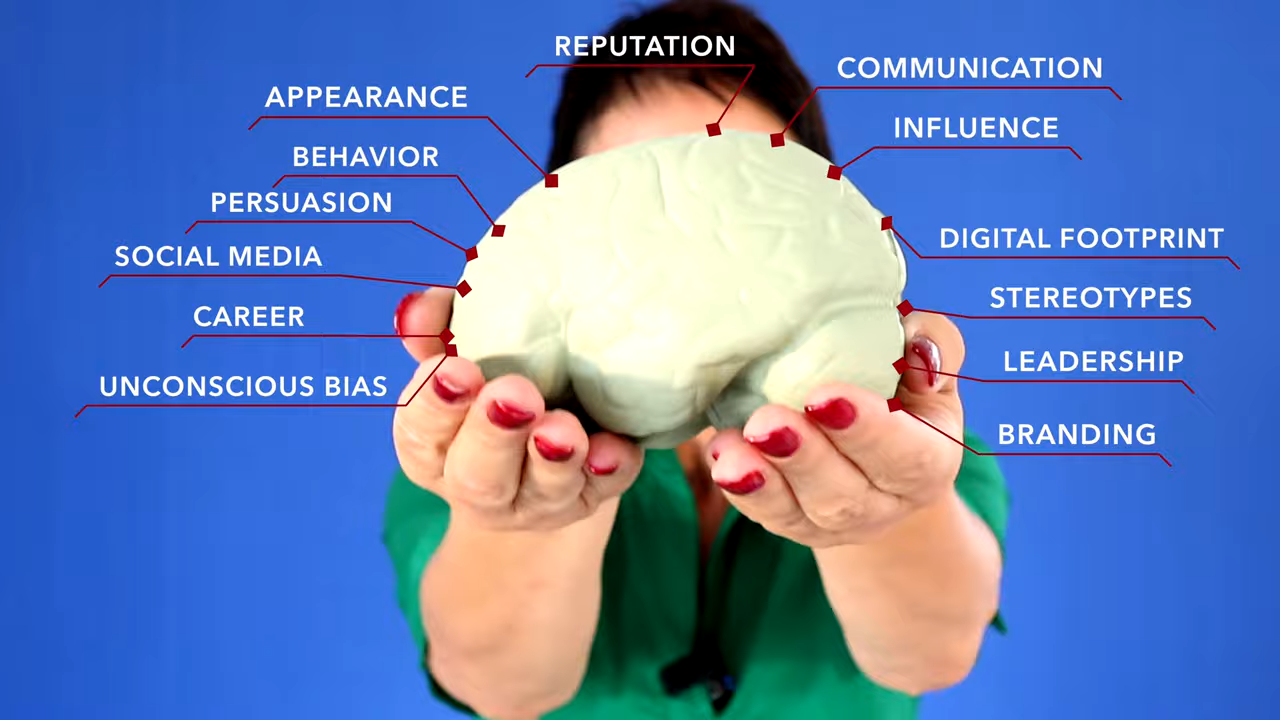 REPUTATION
COMMUNICATION
APPEARANCE
INFLUENCE
BEHAVIOR
PERSUASION
DIGITAL FOOTPRINT
SOCIAL MEDIA
STEREOTYPES
CAREER
LEADERSHIP
UNCONSCIOUS BIAS
BRANDING